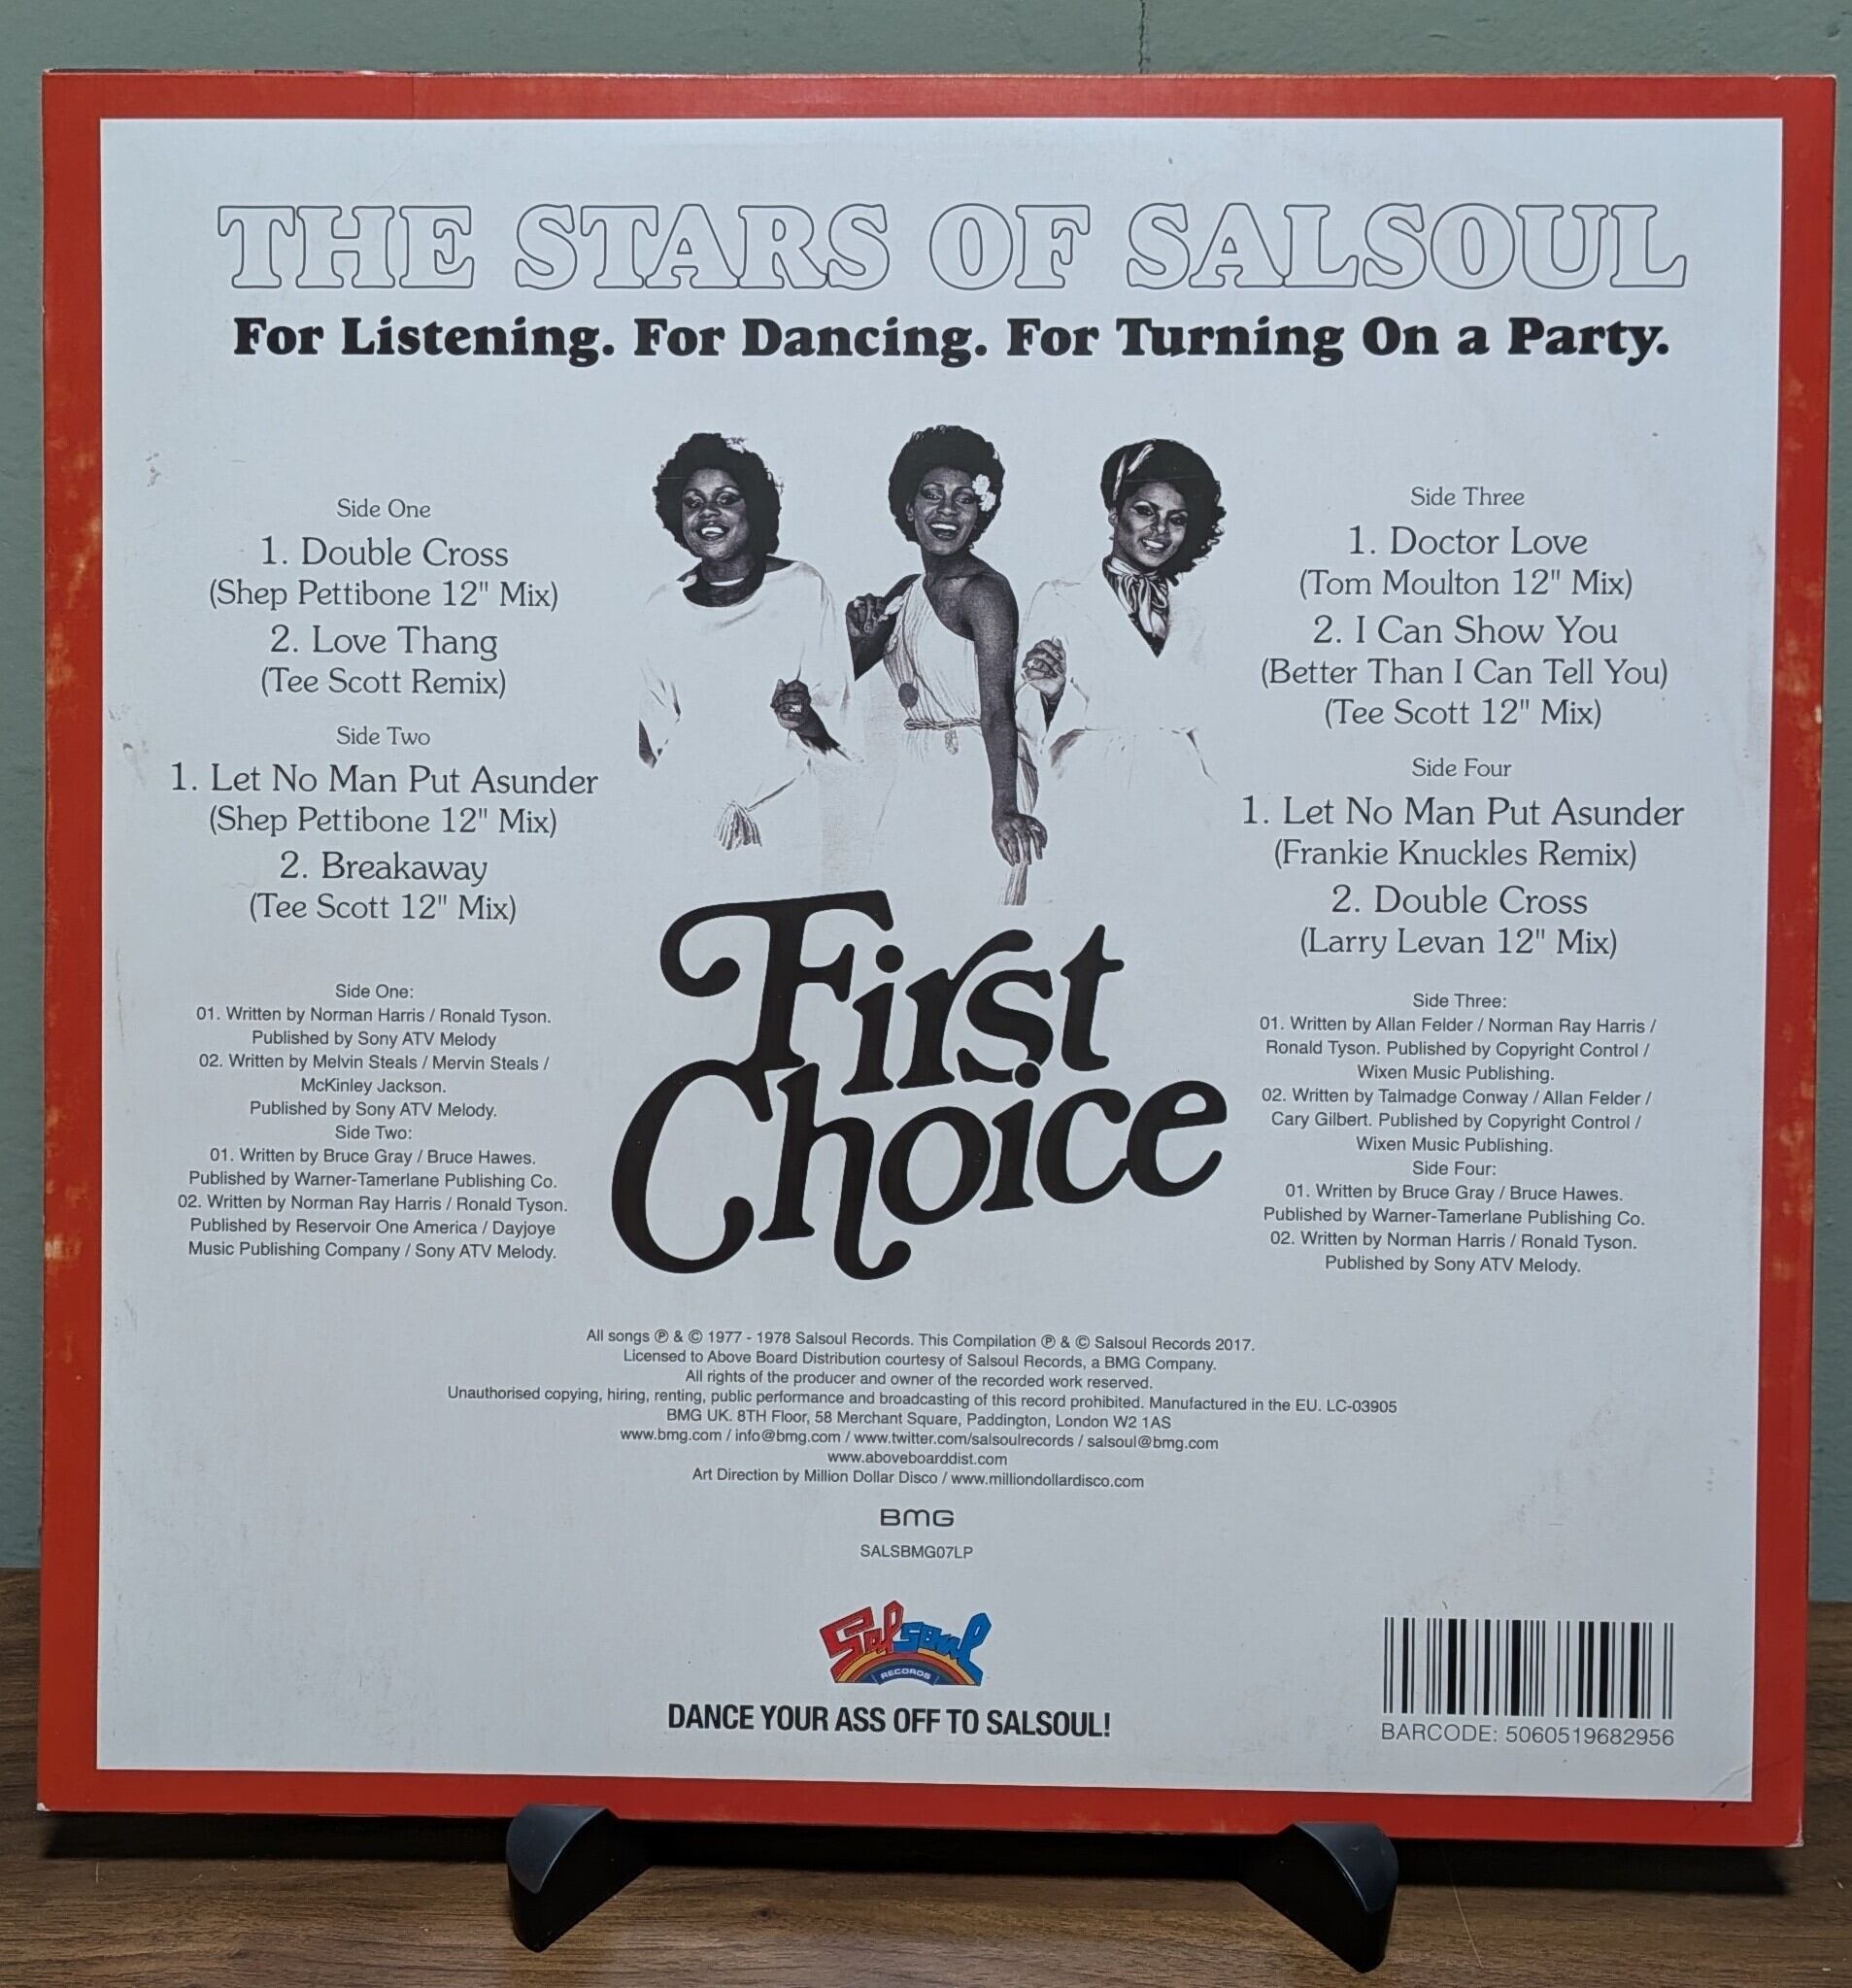 THE STARS OF SALSOUL
For Listening. For Dancing. For Turning On a Party.
Side One
1. Double Cross
(Shep Pettibone 12" Mix)
2. Love Thang
(Tee Scott Remix)
Side Two
1. Let No Man Put Asunder
(Shep Pettibone 12" Mix)
2. Breakaway
(Tee Scott 12" Mix)
Side Three
1. Doctor Love
(Tom Moulton 12" Mix)
2. I Can Show You
(Better Than I Can Tell You)
(Tee Scott 12" Mix)
Side Four
1. Let No Man Put Asunder
(Frankie Knuckles Remix)
2. Double Cross
(Larry Levan 12" Mix)
First
Choice
Side One:
01. Written by Norman Harris / Ronald Tyson.
Published by Sony ATV Melody
02. Written by Melvin Steals / Mervin Steals /
McKinley Jackson.
Published by Sony ATV Melody.
Side Two:
01. Written by Bruce Gray / Bruce Hawes.
Published by Warner-Tamerlane Publishing Co.
02. Written by Norman Ray Harris / Ronald Tyson.
Published by Reservoir One America / Dayjoye
Music Publishing Company / Sony ATV Melody.
Side Three:
01. Written by Allan Felder / Norman Ray Harris /
Ronald Tyson. Published by Copyright Control /
Wixen Music Publishing.
02. Written by Talmadge Conway / Allan Felder /
Cary Gilbert. Published by Copyright Control /
Wixen Music Publishing.
Side Four:
01. Written by Bruce Gray / Bruce Hawes.
Published by Warner-Tamerlane Publishing Co.
02. Written by Norman Harris / Ronald Tyson.
Published by Sony ATV Melody.
All songs ℗ & © 1977 - 1978 Salsoul Records. This Compilation ℗ & © Salsoul Records 2017.
Licensed to Above Board Distribution courtesy of Salsoul Records, a BMG Company.
All rights of the producer and owner of the recorded work reserved.
Unauthorised copying, hiring, renting, public performance and broadcasting of this record prohibited. Manufactured in the EU. LC-03905
BMG UK. 8TH Floor, 58 Merchant Square, Paddington, London W2 1AS
www.bmg.com / info@bmg.com / www.twitter.com/salsoulrecords / salsoul@bmg.com
www.aboveboarddist.com
Art Direction by Million Dollar Disco / www.milliondollardisco.com
BMG
SALSBMG07LP
Salsoul
RECORDS
DANCE YOUR ASS OFF TO SALSOUL!
BARCODE: 5060519682956